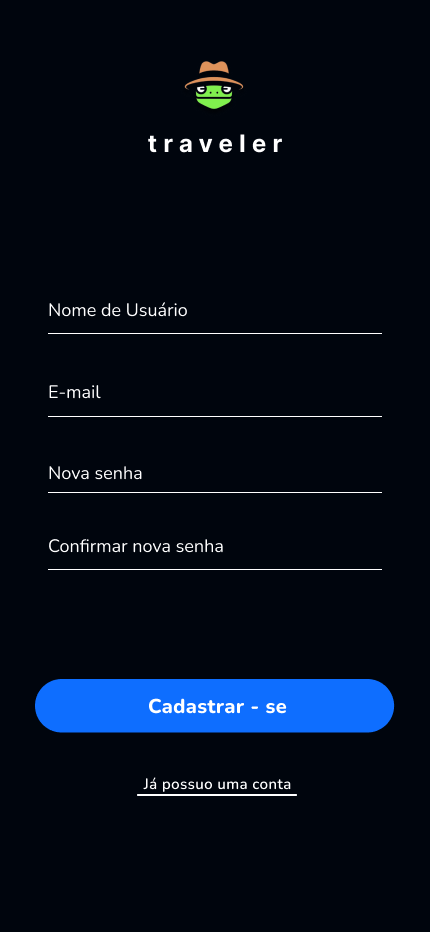 traveler
Nome de Usuário
E-mail
Nova senha
Confirmar nova senha
Cadastrar - se
Já possuo uma conta